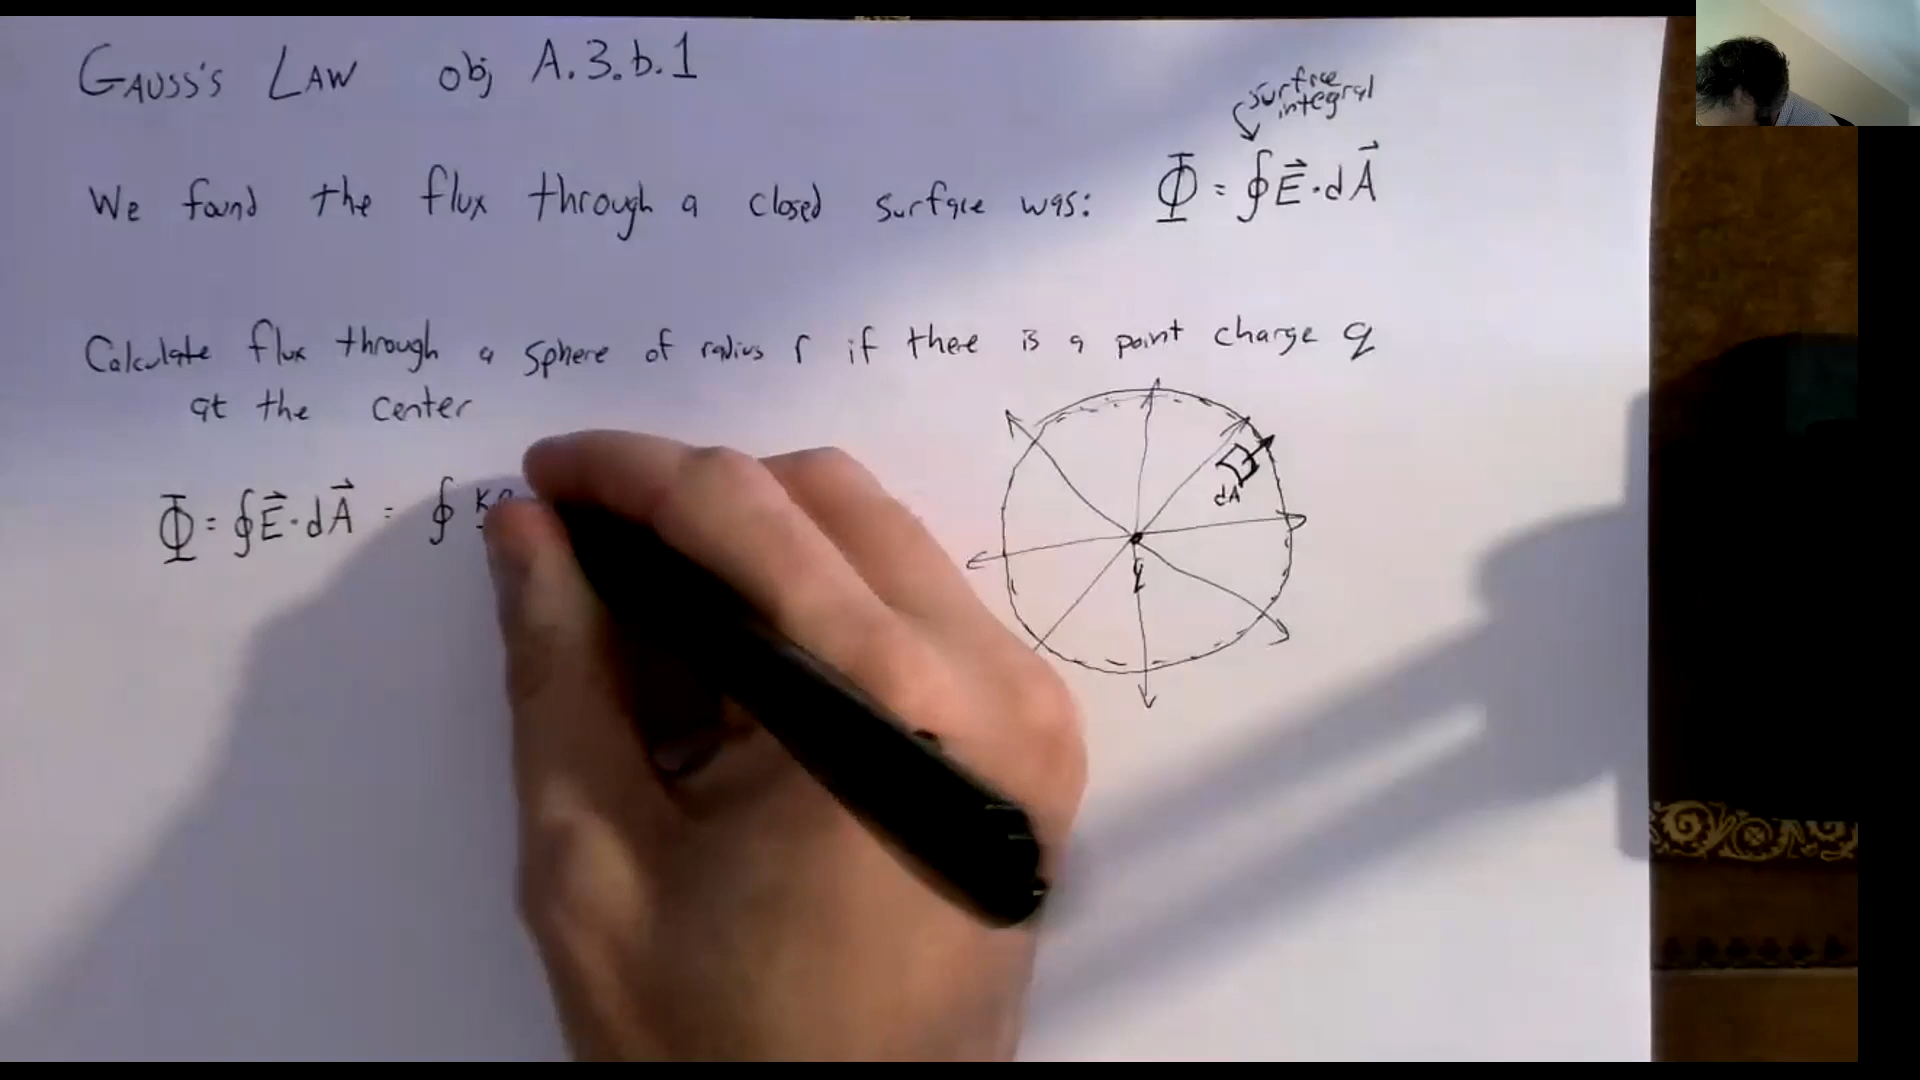 GAUSS'S LAW obj A.3.b.1
surface integral
We found the flux through a closed surface was: Φ = ∮E⃗·dA⃗
Calculate flux through a sphere of radius r if there is a point charge q
at the center
dA
Φ = ∮E⃗·dA⃗ = ∮ k
q